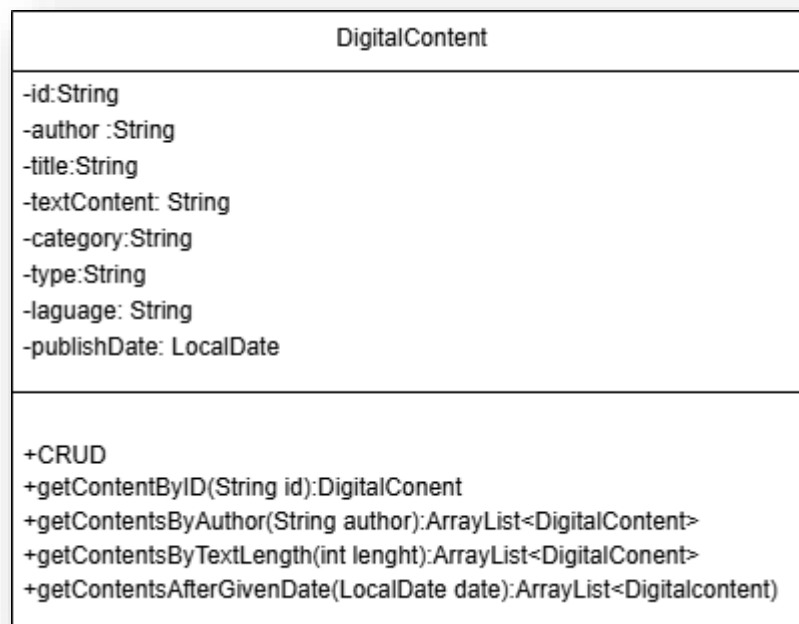 DigitalContent
-id:String
-author :String
-title:String
-textContent: String
-category:String
-type:String
-laguage: String
-publishDate: LocalDate
+CRUD
+getContentByID(String id):DigitalConent
+getContentsByAuthor(String author):ArrayList<DigitalContent>
+getContentsByTextLength(int lenght):ArrayList<DigitalConent>
+getContentsAfterGivenDate(LocalDate date):ArrayList<Digitalcontent)